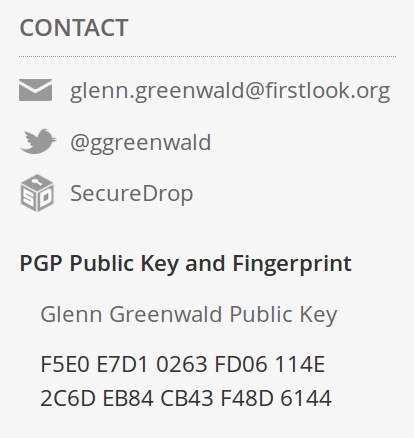 CONTACT
glenn.greenwald@firstlook.org
@ggreenwald
SD
SecureDrop
PGP Public Key and Fingerprint
Glenn Greenwald Public Key
F5E0 E7D1 0263 FD06 114E
2C6D EB84 CB43 F48D 6144